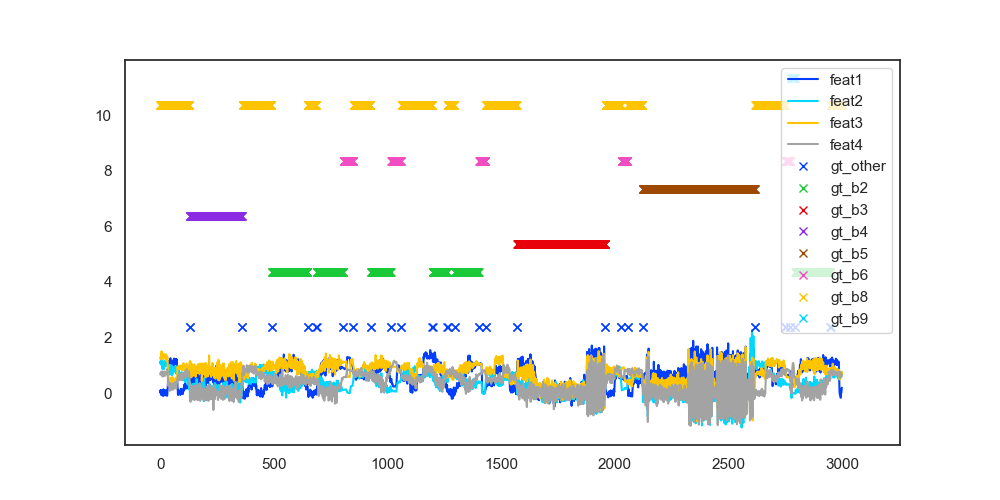 10
8
6
4
2
0
0 500 1000 1500 2000 2500 3000
feat1
feat2
feat3
feat4
gt_other
gt_b2
gt_b3
gt_b4
gt_b5
gt_b6
gt_b8
gt_b9